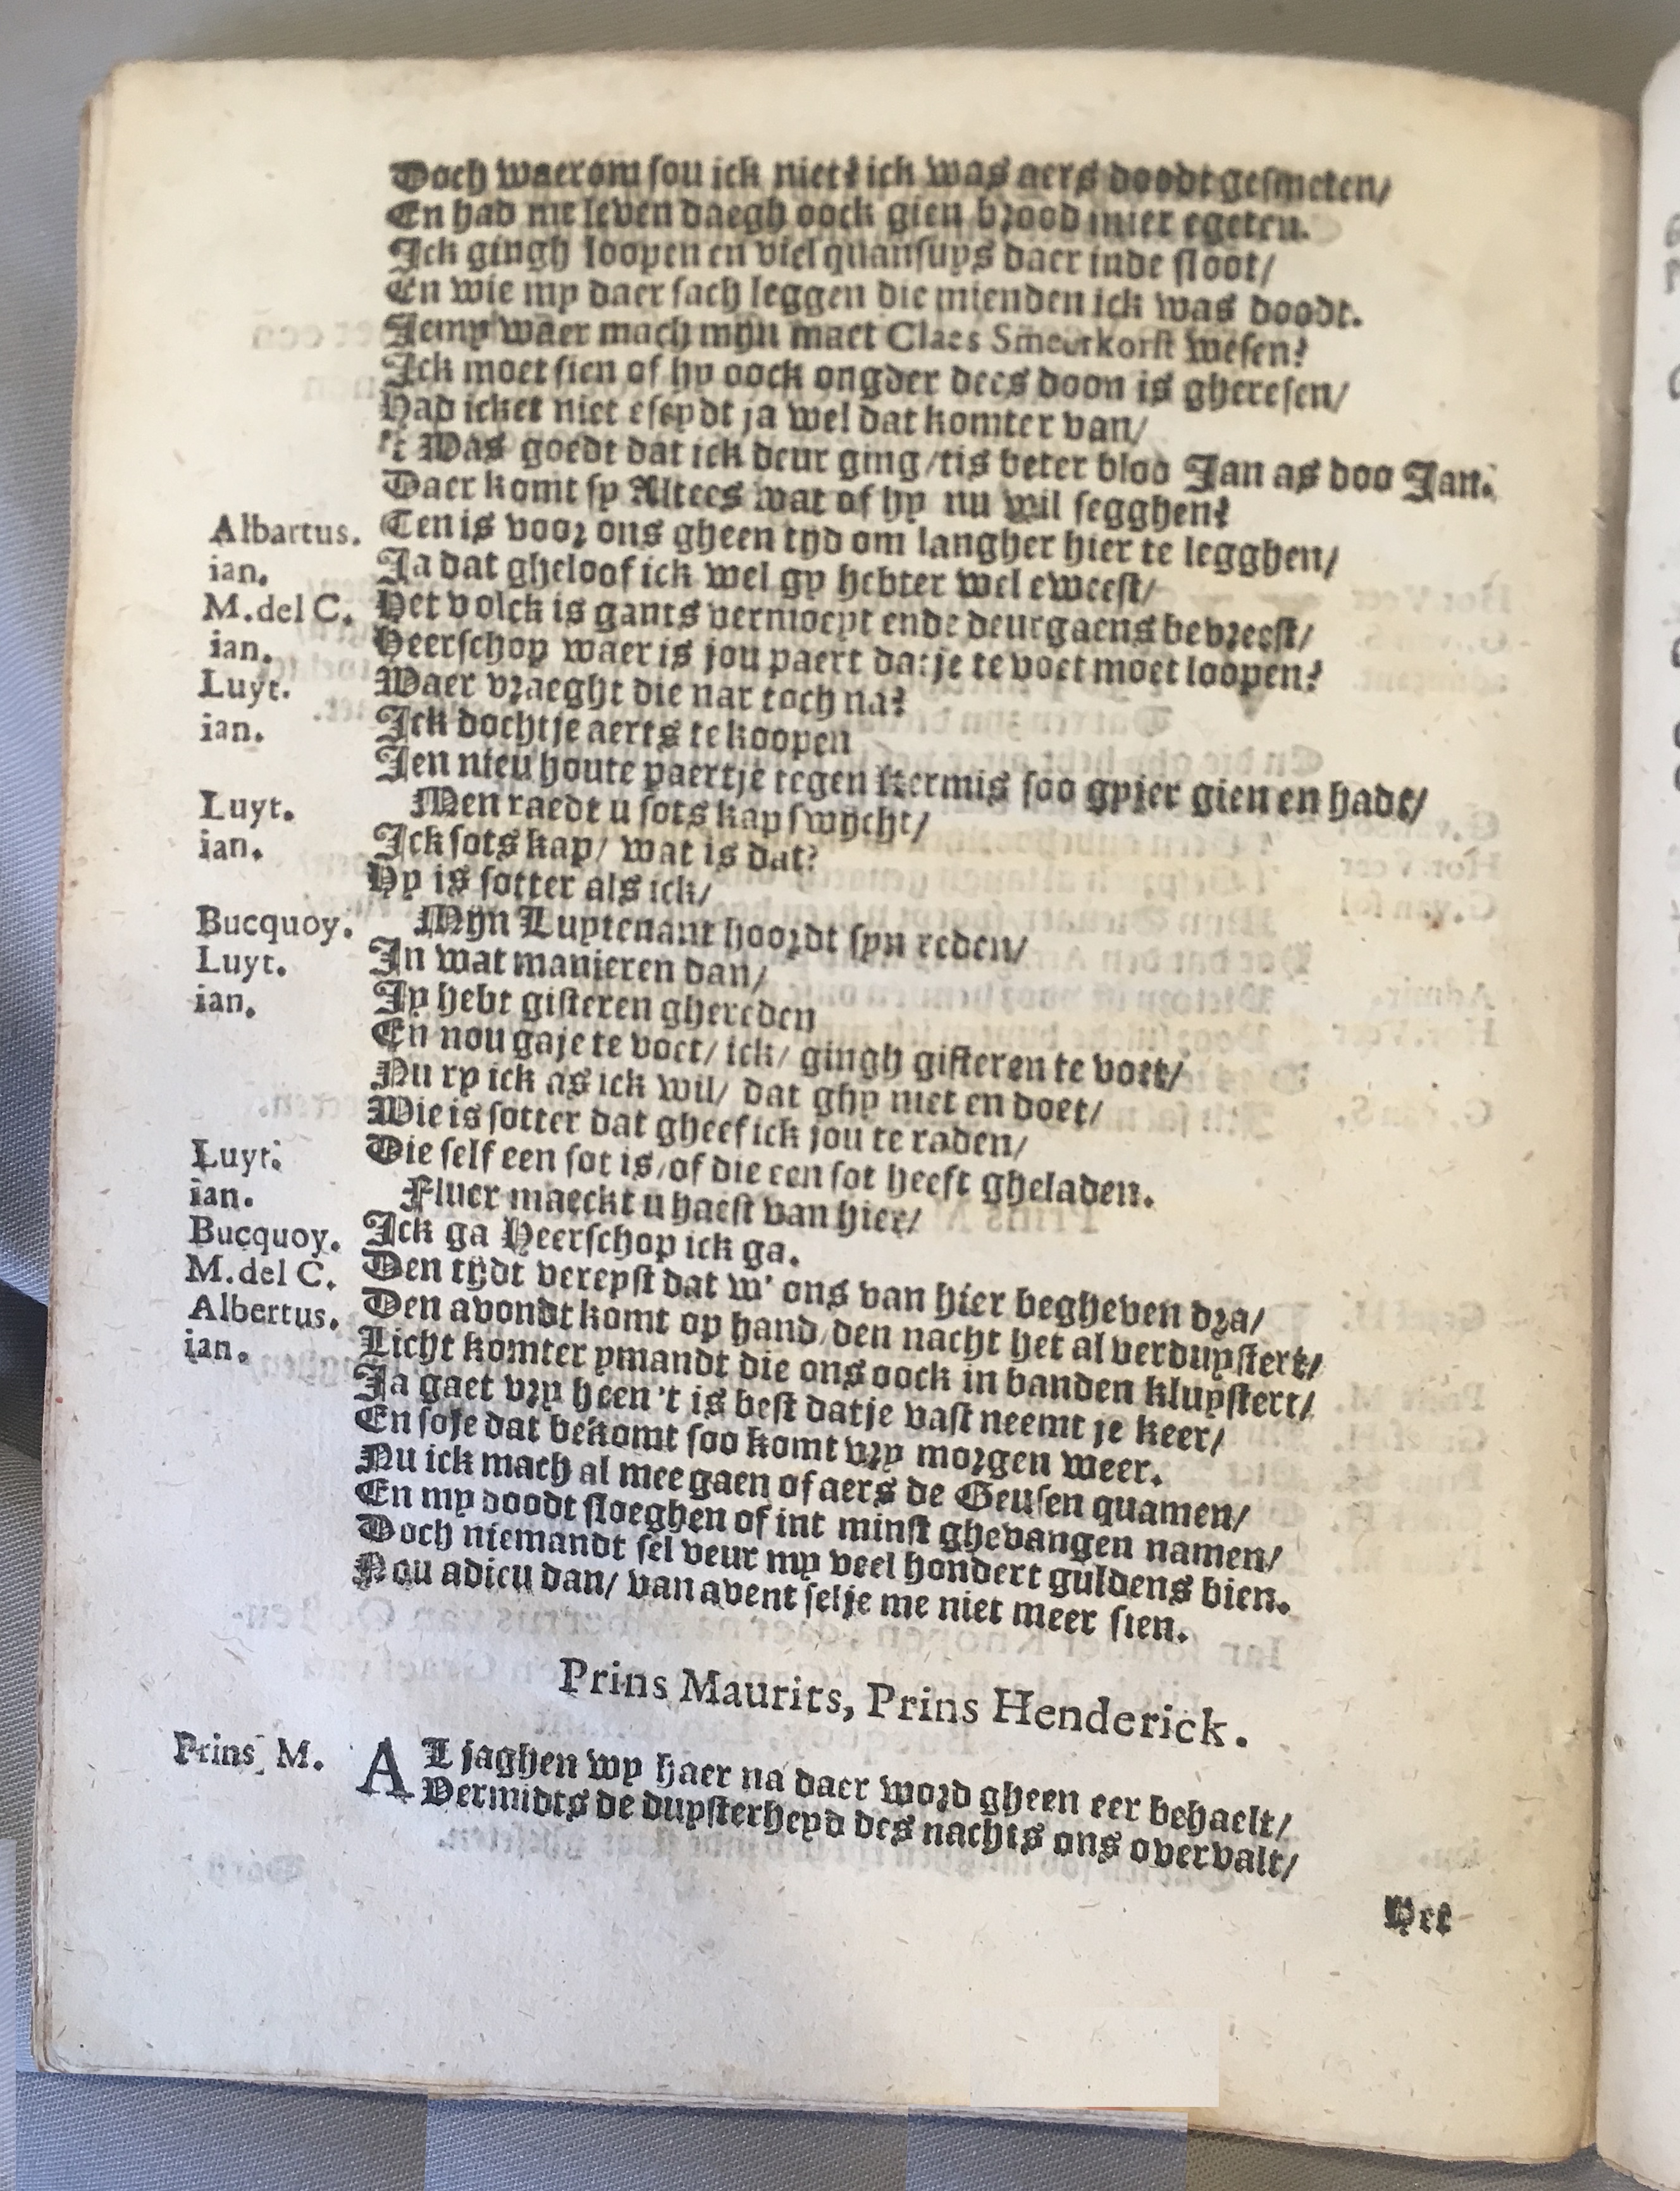 Doch waerom sou ick niet? ick was aers doodt gesmeten/
En had me leven daegh oock gien brood mier egeten.
Ick gingh loopen en viel quansuys daer inde sloot/
En wie my daer sach leggen die mienden ick was doodt.
Jemy waer mach mijn maet Claes Smeerkorst wesen?
Ick moet sien of hy oock ongder dees doon is gheresen/
Had icket niet eseydt ja wel dat komter van/
't Was goedt dat ick deur ging/tis beter bloo Jan as doo Jan.
Daer komt sy Altees wat of hy nu wil segghen?
Albartus. Ten is voor ons gheen tyd om langher hier te legghen/
ian. Ja dat gheloof ick wel gy hebter wel eweest/
M.del C. Het volck is gants vermoeyt ende deurgaens bevreest/
ian. Heerschop waer is jou paert datje te voet moet loopen?
Luyt. Waer vraeght die nar toch na?
ian. Ick dochtje aerts te koopen
Jen nieu houte paertje tegen Kermis soo gyjer gien en hadt/
Luyt. Men raedt u sots kap swycht/
ian. Ick sots kap/ wat is dat?
Hy is sotter als ick/
Bucquoy. Mijn Luytenant hoordt syn reden/
Luyt. In wat manieren dan/
ian. Jy hebt gisteren ghereden
En nou gaje te voet/ ick/ gingh gisteren te voet/
Nu ry ick as ick wil/ dat ghy niet en doet/
Wie is sotter dat gheef ick jou te raden/
Luyt. Die self een sot is/of die een sot heeft gheladen.
ian. Flucr maeckt u haest van hier/
Bucquoy. Ick ga Heerschop ick ga.
M.del C. Den tijdt vereyst dat w' ons van hier begheven dra/
Albertus. Den avondt komt op hand/den nacht het al verduystert/
ian. Licht komter ymandt die ons oock in banden kluystert/
Ja gaet vry heen 't is best datje vast neemt je keer/
En soje dat bekomt soo komt vry morgen weer.
Nu ick mach al mee gaen of aers de Geusen quamen/
En my doodt sloeghen of int minst ghevangen namen/
Doch niemandt sel veur my veel hondert guldens bien.
Nou adieu dan/ van avent selje me niet meer sien.
Prins Maurits, Prins Henderick.
Prins M. AL jaghen wy haer na daer word gheen eer behaelt/
Vermidts de duysterheyd des nachts ons overvalt/
Het